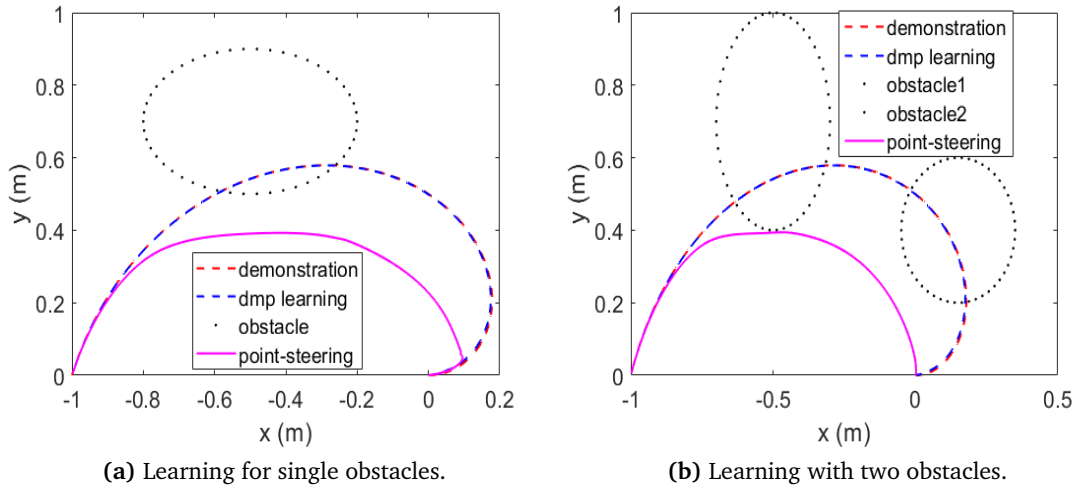 1
0.8
0.6
0.4
0.2
0
y (m)
demonstration
dmp learning
obstacle
point-steering
-1
-0.8
-0.6
-0.4
-0.2
0
0.2
x (m)
(a) Learning for single obstacles.
1
0.8
0.6
0.4
0.2
0
y (m)
demonstration
dmp learning
obstacle1
obstacle2
point-steering
-1
-0.5
0
0.5
x (m)
(b) Learning with two obstacles.